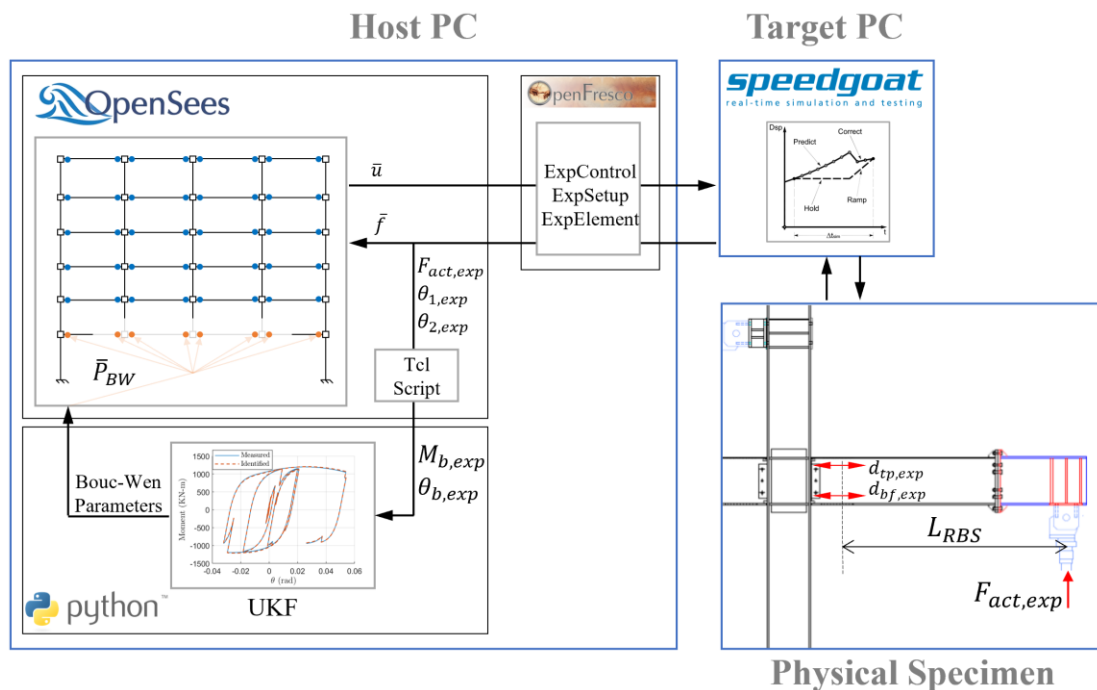 Host PC
Target PC
OpenSees
OpenFresco
speedgoat
real-time simulation and testing
Dsp
Predict
Correct
Hold
Ramp
t
ū
ExpControl
ExpSetup
ExpElement
f̄
F_act,exp
θ_1,exp
θ_2,exp
P̄_BW
Tcl
Script
M_b,exp
θ_b,exp
Bouc-Wen
Parameters
Measured
Identified
Moment (KN-m)
1500
1000
500
0
-500
-1000
-1500
-0.04 -0.02 0 0.02 0.04 0.06
θ (rad)
python™
UKF
d_tp,exp
d_bf,exp
L_RBS
F_act,exp
Physical Specimen